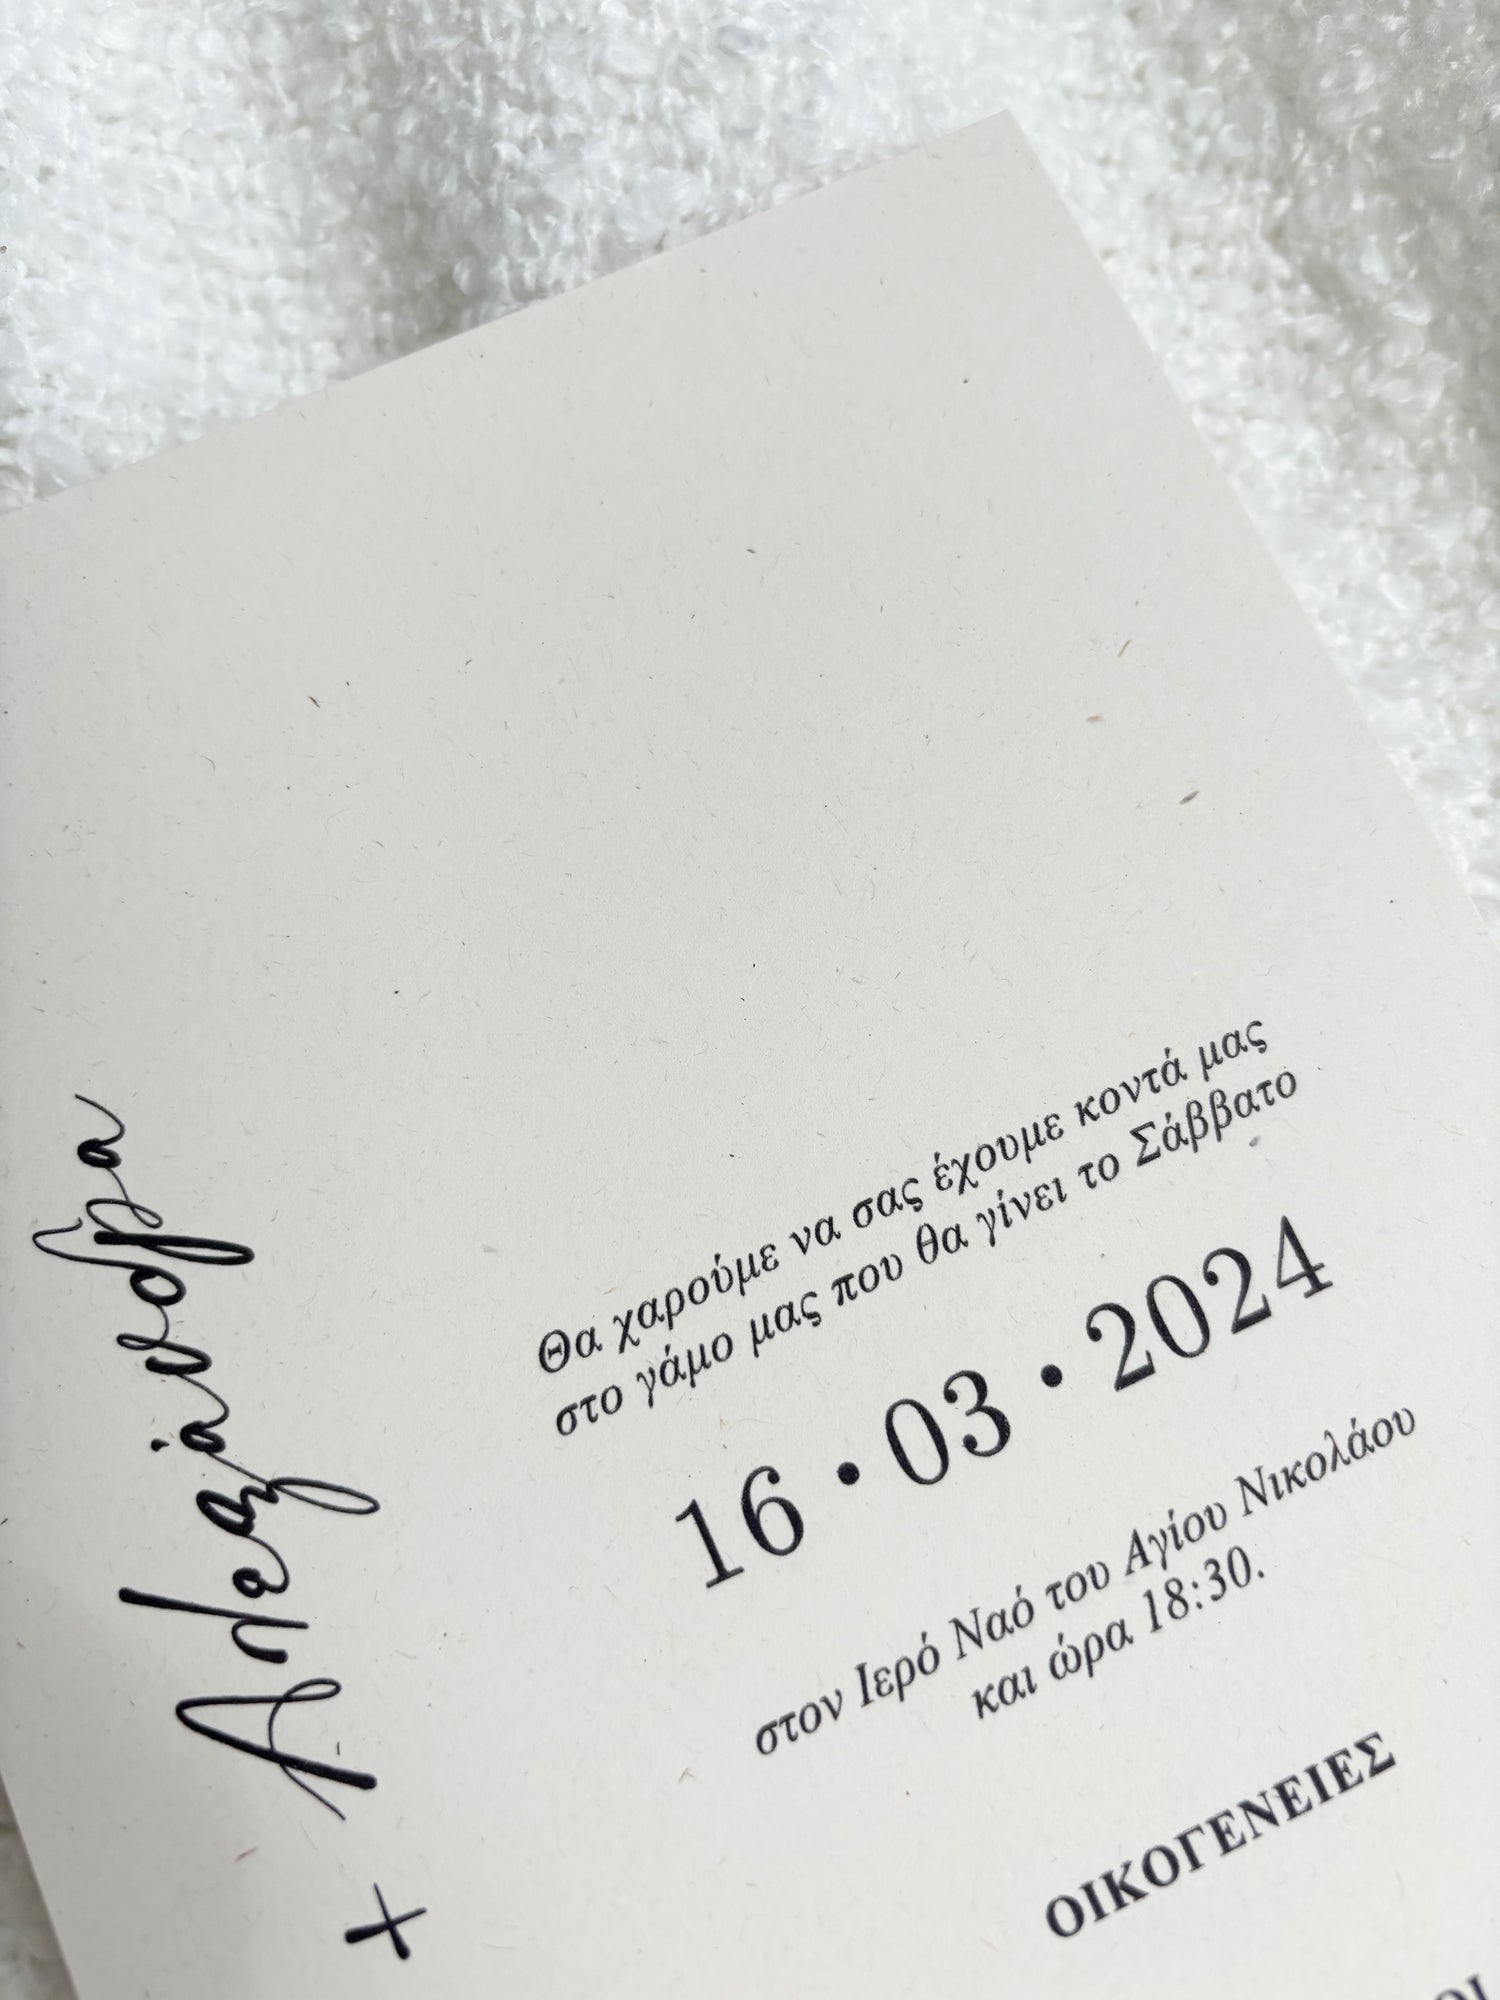 + Αλεξάνδρα
Θα χαρούμε να σας έχουμε κοντά μας
στο γάμο μας που θα γίνει το Σάββατο
16 • 03 • 2024
στον Ιερό Ναό του Αγίου Νικολάου
και ώρα 18:30.
ΟΙΚΟΓΕΝΕΙΕΣ